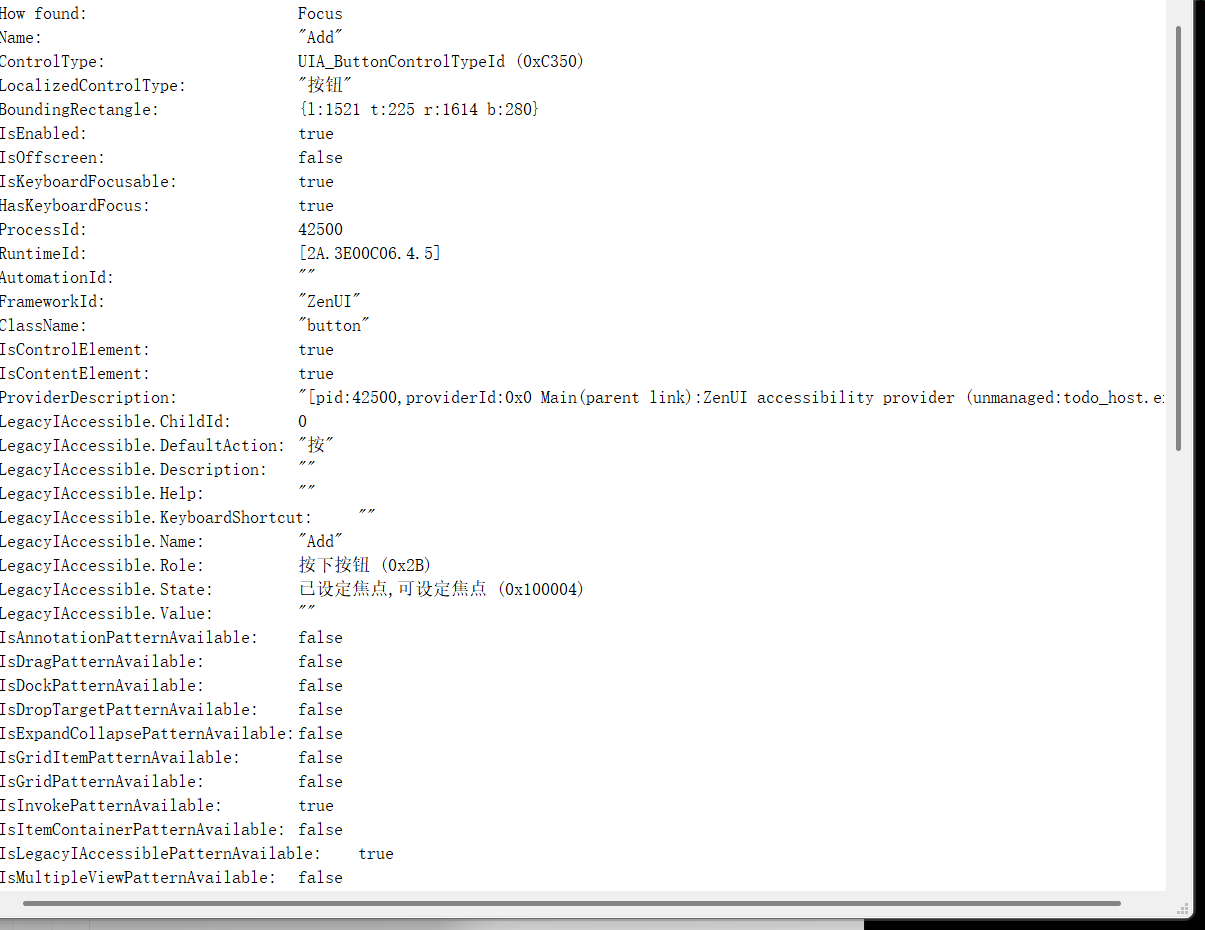 How found: Focus
Name: "Add"
ControlType: UIA_ButtonControlTypeId (0xC350)
LocalizedControlType: "按钮"
BoundingRectangle: {l:1521 t:225 r:1614 b:280}
IsEnabled: true
IsOffscreen: false
IsKeyboardFocusable: true
HasKeyboardFocus: true
ProcessId: 42500
RuntimeId: [2A.3E00C06.4.5]
AutomationId: ""
FrameworkId: "ZenUI"
ClassName: "button"
IsControlElement: true
IsContentElement: true
ProviderDescription: "[pid:42500,providerId:0x0 Main(parent link):ZenUI accessibility provider (unmanaged:todo_host.e
LegacyIAccessible.ChildId: 0
LegacyIAccessible.DefaultAction: "按"
LegacyIAccessible.Description: ""
LegacyIAccessible.Help: ""
LegacyIAccessible.KeyboardShortcut: ""
LegacyIAccessible.Name: "Add"
LegacyIAccessible.Role: 按下按钮 (0x2B)
LegacyIAccessible.State: 已设定焦点,可设定焦点 (0x100004)
LegacyIAccessible.Value: ""
IsAnnotationPatternAvailable: false
IsDragPatternAvailable: false
IsDockPatternAvailable: false
IsDropTargetPatternAvailable: false
IsExpandCollapsePatternAvailable: false
IsGridItemPatternAvailable: false
IsGridPatternAvailable: false
IsInvokePatternAvailable: true
IsItemContainerPatternAvailable: false
IsLegacyIAccessiblePatternAvailable: true
IsMultipleViewPatternAvailable: false